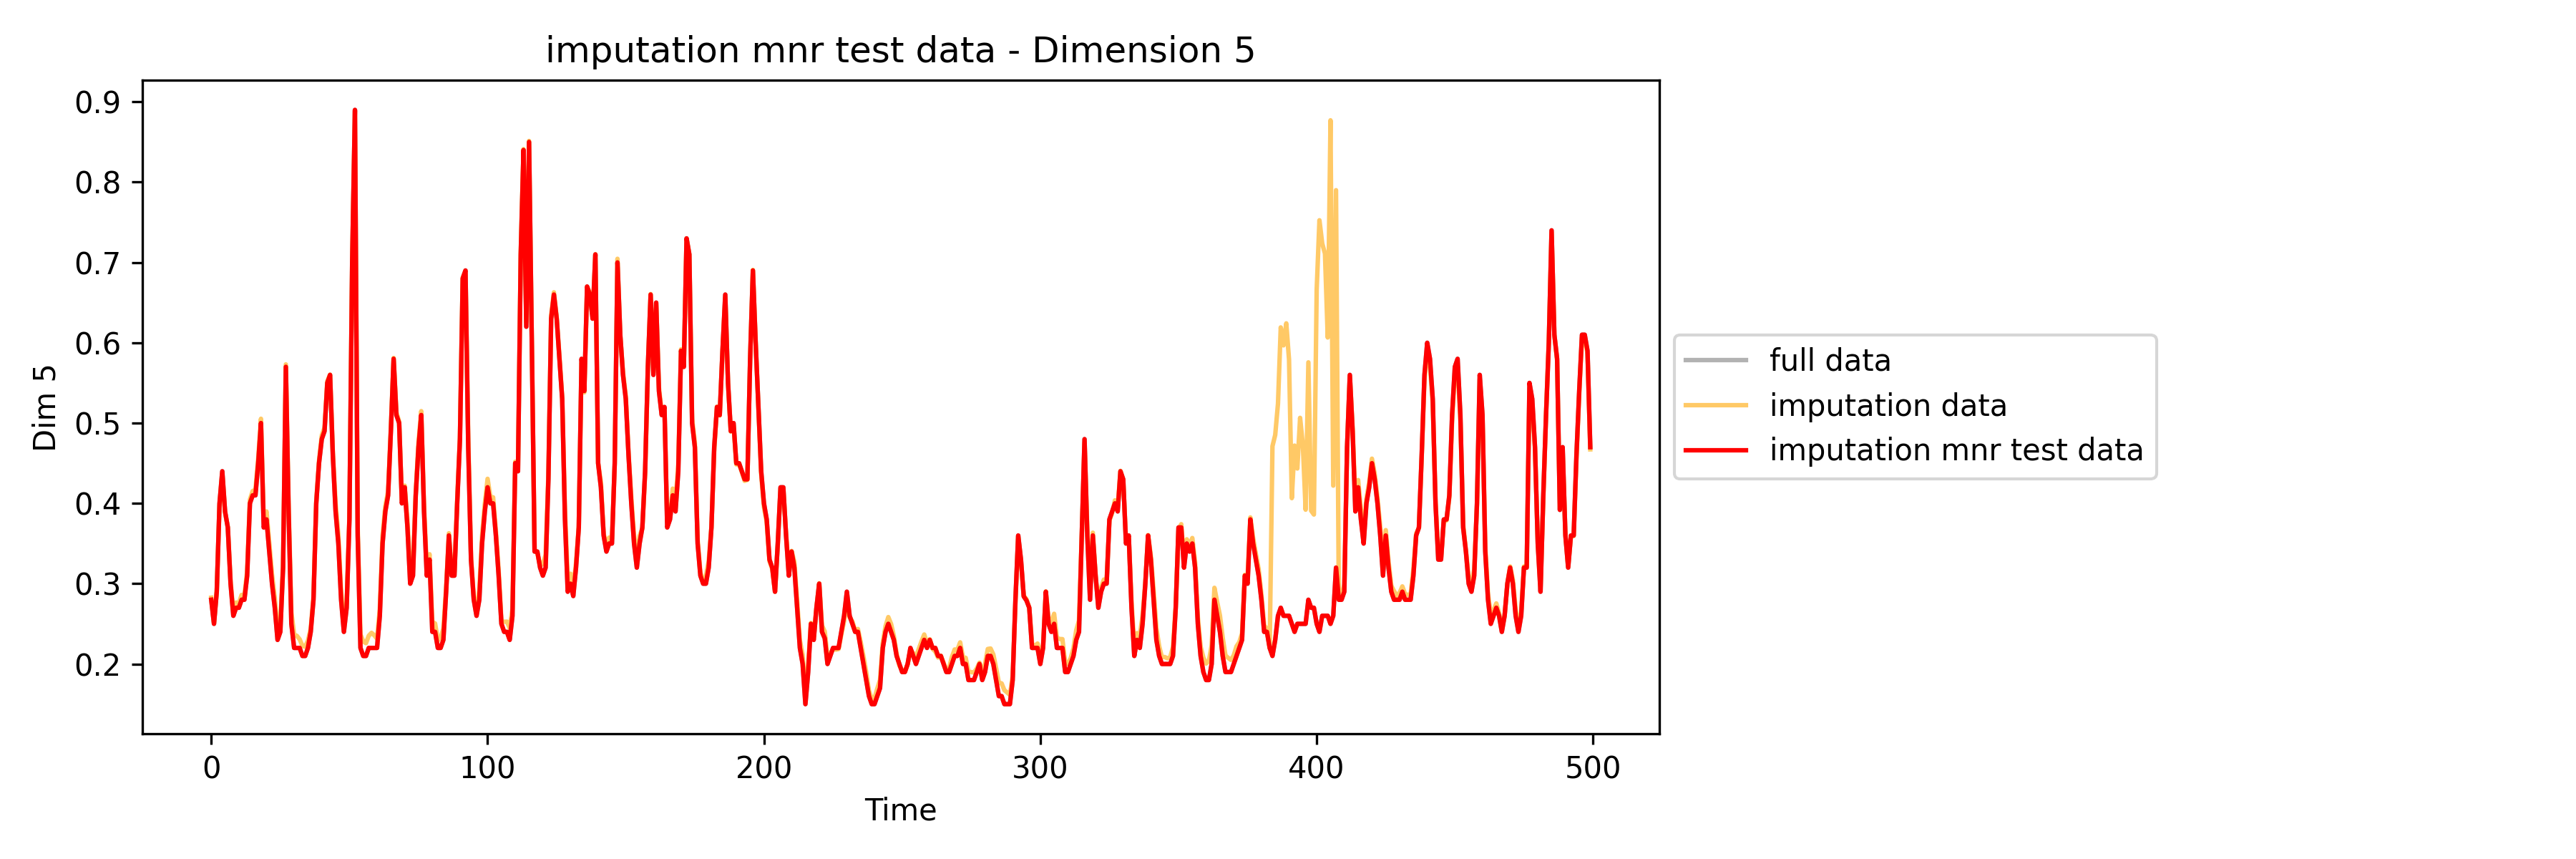 imputation mnr test data - Dimension 5
0.9
0.8
0.7
0.6
0.5
0.4
0.3
0.2
Dim 5
0 100 200 300 400 500
Time
full data
imputation data
imputation mnr test data